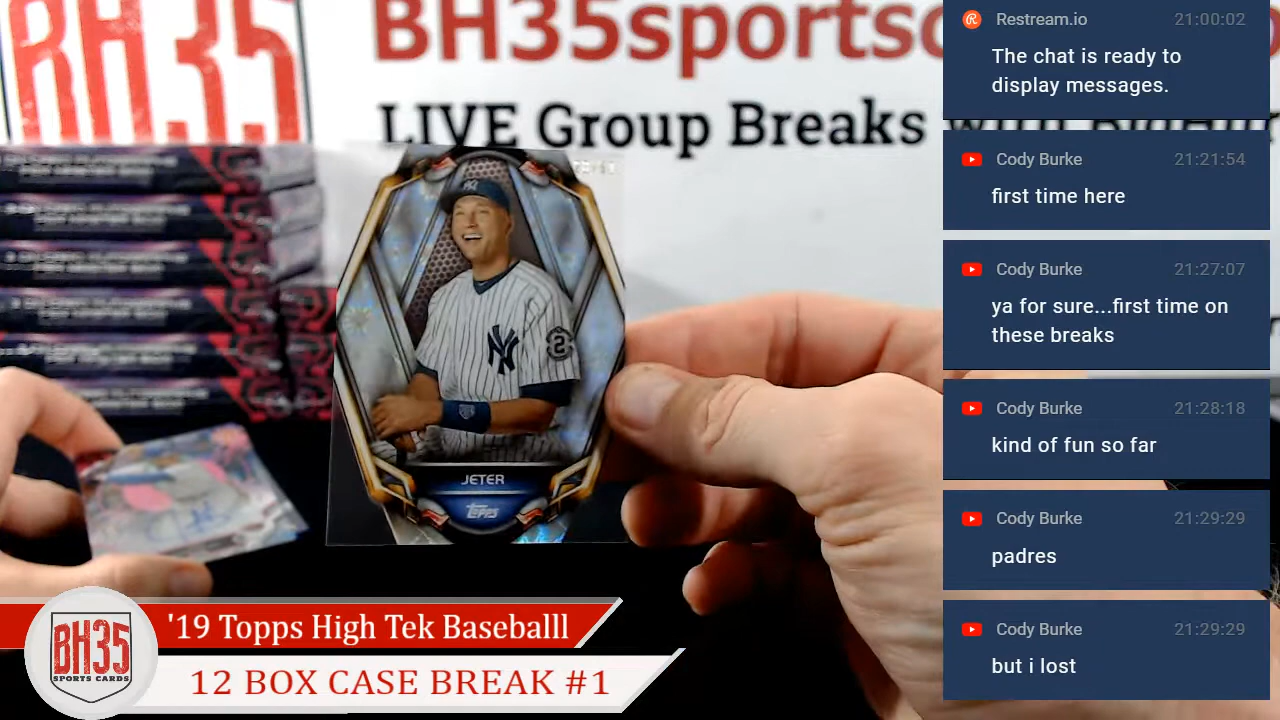 BH35
BH35sportsc
LIVE Group Breaks with
NY
NY
2
JETER
Topps
'19 Topps High Tek Baseballl
12 BOX CASE BREAK #1
BH35
SPORTS CARDS
Restream.io 21:00:02
The chat is ready to
display messages.
Cody Burke 21:21:54
first time here
Cody Burke 21:27:07
ya for sure...first time on
these breaks
Cody Burke 21:28:18
kind of fun so far
Cody Burke 21:29:29
padres
Cody Burke 21:29:29
but i lost